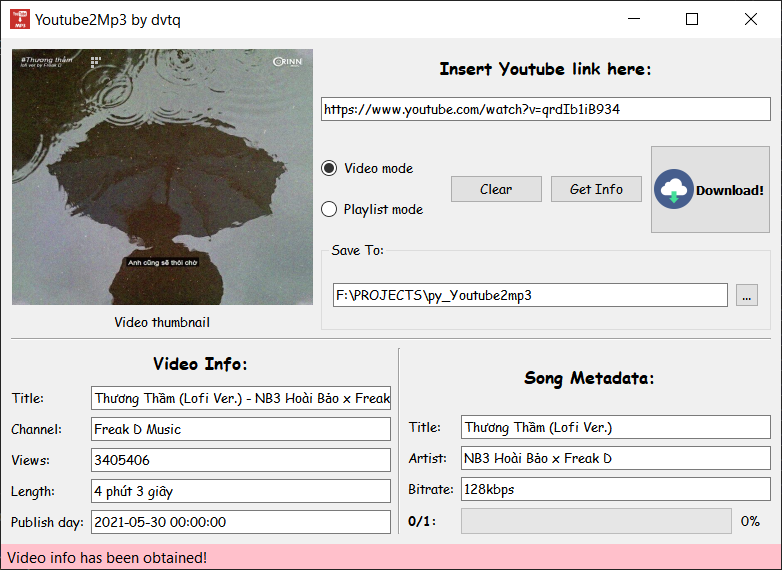 Youtube2Mp3 by dvtq
#Thương thầm
lofi ver by Freak D
ORINN
Anh cũng sẽ thôi chờ
Video thumbnail
Insert Youtube link here:
https://www.youtube.com/watch?v=qrdIb1iB934
Video mode
Playlist mode
Clear
Get Info
Download!
Save To:
F:\PROJECTS\py_Youtube2mp3
...
Video Info:
Title: Thương Thầm (Lofi Ver.) - NB3 Hoài Bảo x Freak
Channel: Freak D Music
Views: 3405406
Length: 4 phút 3 giây
Publish day: 2021-05-30 00:00:00
Song Metadata:
Title: Thương Thầm (Lofi Ver.)
Artist: NB3 Hoài Bảo x Freak D
Bitrate: 128kbps
0/1: 0%
Video info has been obtained!